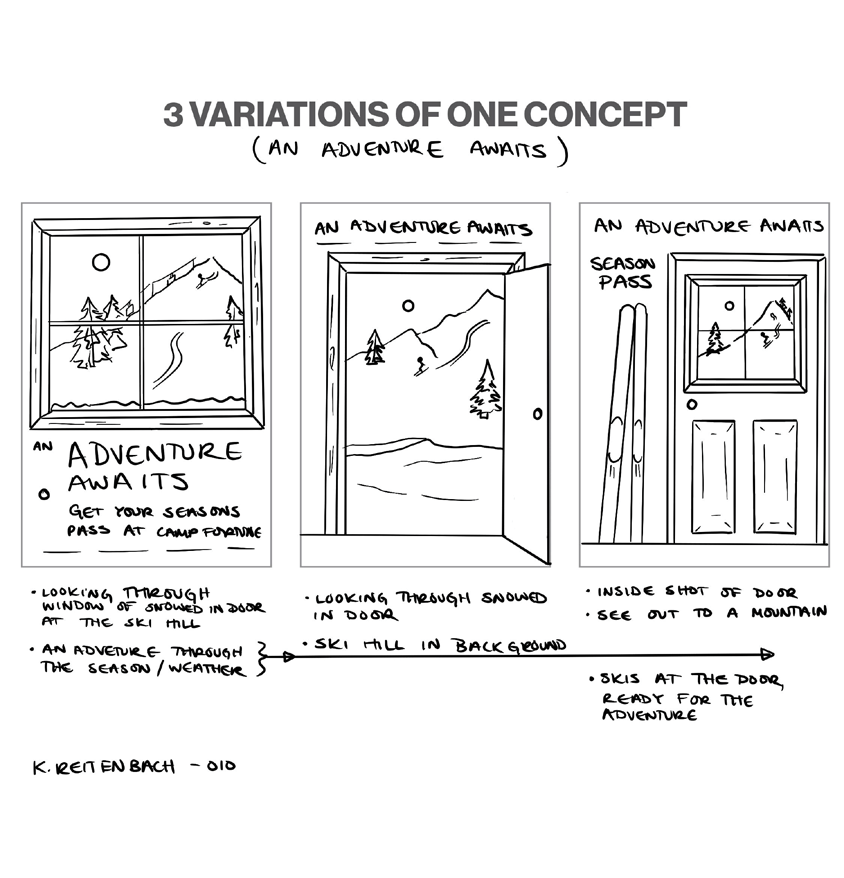 3 VARIATIONS OF ONE CONCEPT
(AN ADVENTURE AWAITS)
AN ADVENTURE
AWAITS
GET YOUR SEASONS
PASS AT CAMP FORTUNE
• LOOKING THROUGH
WINDOW OF SNOWED IN DOOR
AT THE SKI HILL
• AN ADVETURE THROUGH
THE SEASON/WEATHER
AN ADVENTURE AWAITS
• LOOKING THROUGH SNOWED
IN DOOR
• SKI HILL IN BACKGROUND
AN ADVENTURE AWAITS
SEASON
PASS
• INSIDE SHOT OF DOOR
• SEE OUT TO A MOUNTAIN
• SKIS AT THE DOOR,
READY FOR THE
ADVENTURE
K. REITENBACH - 010